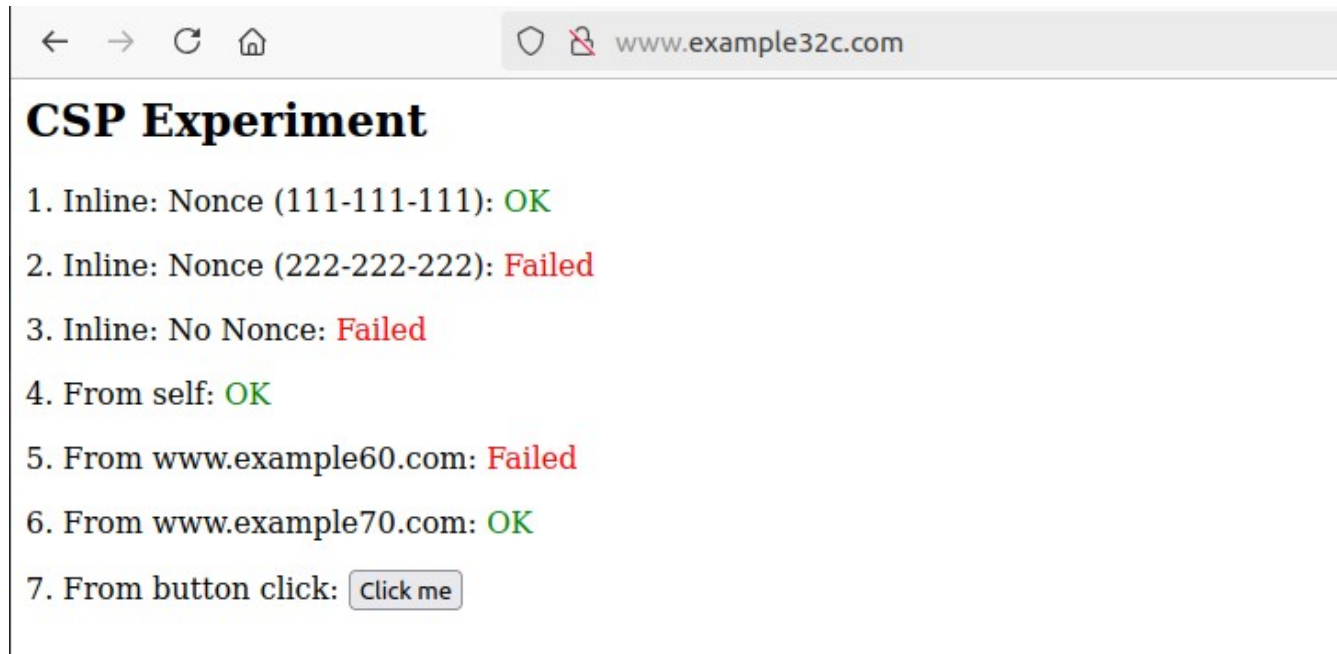 www.example32c.com
CSP Experiment
1. Inline: Nonce (111-111-111): OK
2. Inline: Nonce (222-222-222): Failed
3. Inline: No Nonce: Failed
4. From self: OK
5. From www.example60.com: Failed
6. From www.example70.com: OK
7. From button click: Click me